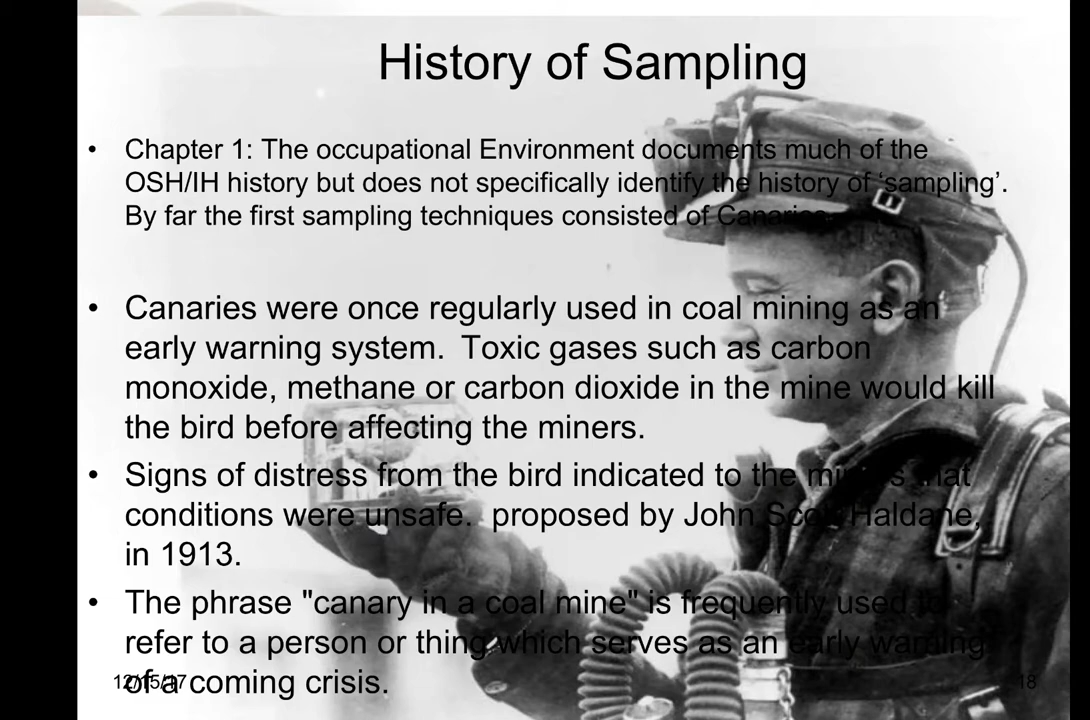 History of Sampling
• Chapter 1: The occupational Environment documents much of the
OSH/IH history but does not specifically identify the history of 'sampling'.
By far the first sampling techniques consisted of Canaries
• Canaries were once regularly used in coal mining as an
early warning system.  Toxic gases such as carbon
monoxide, methane or carbon dioxide in the mine would kill
the bird before affecting the miners.
• Signs of distress from the bird indicated to the miners that
conditions were unsafe.  proposed by John Scott Haldane,
in 1913.
• The phrase "canary in a coal mine" is frequently used to
refer to a person or thing which serves as an early warning
of a coming crisis.
12/15/17
18